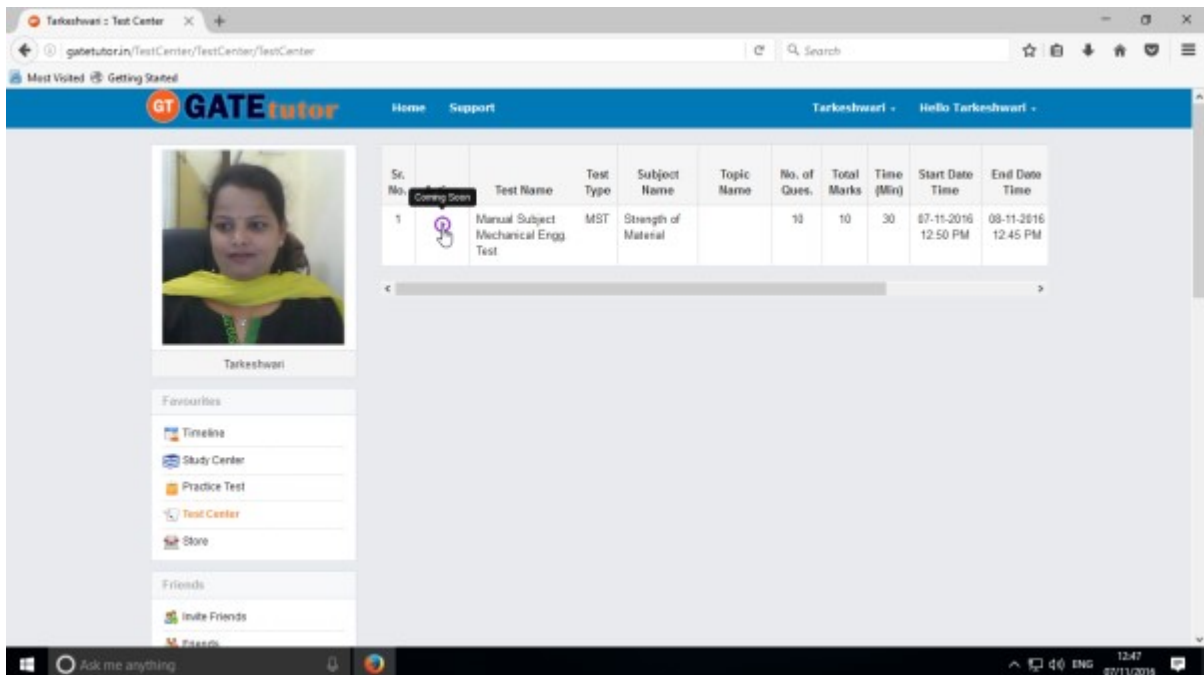 Tarkeshwari :: Test Center
gatetutor.in/TestCenter/TestCenter/TestCenter
Search
Most Visited Getting Started
GT GATEtutor
Home Support Tarkeshwari Hello Tarkeshwari
Sr. No.
Coming Soon
Test Name
Test Type
Subject Name
Topic Name
No. of Ques.
Total Marks
Time (Min)
Start Date Time
End Date Time
1
Manual Subject
Mechanical Engg.
Test
MST
Strength of
Material
10
10
30
07-11-2016
12.50 PM
08-11-2016
12.45 PM
Tarkeshwari
Favourites
Timeline
Study Center
Practice Test
Test Center
Store
Friends
Invite Friends
Friends
Ask me anything
ENG
12:47
07/11/2016